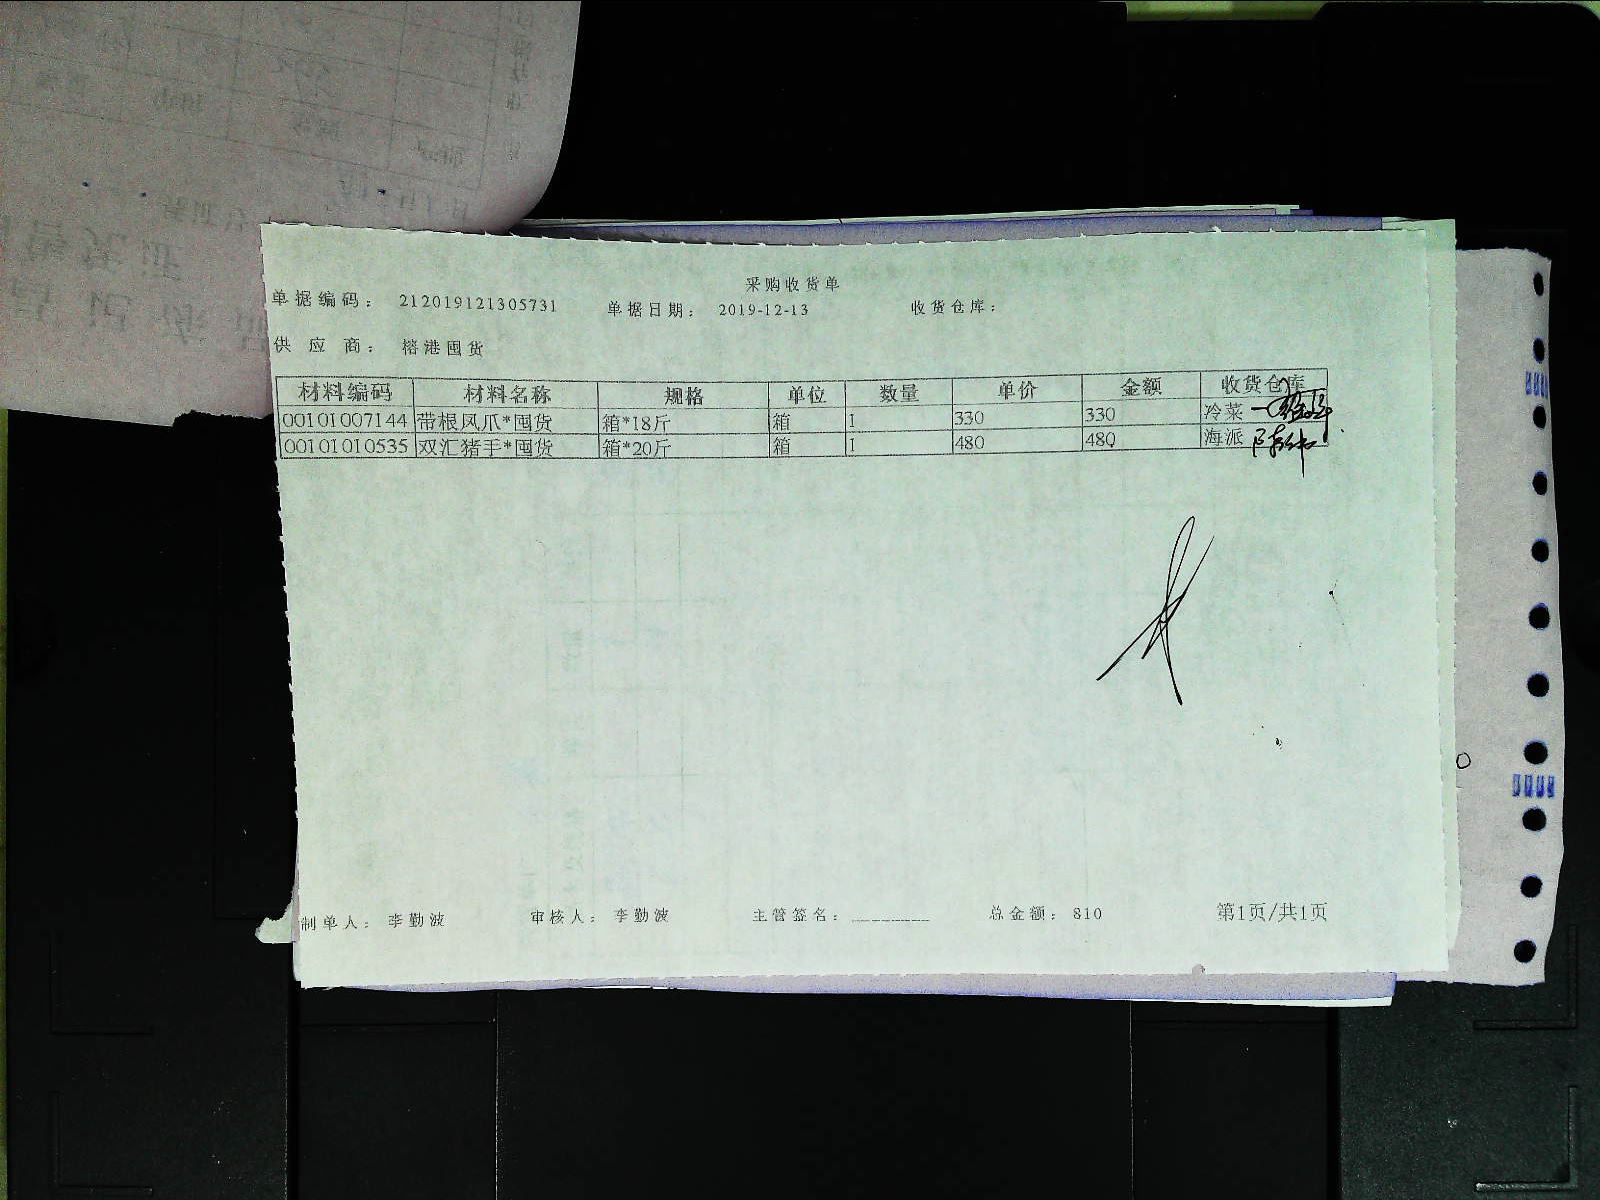 采购收货单
单据编码： 212019121305731 单据日期： 2019-12-13 收货仓库：
供 应 商： 榕港囤货
材料编码 材料名称 规格 单位 数量 单价 金额 收货仓库
00101007144 带根凤爪*囤货 箱*18斤 箱 1 330 330 冷菜
00101010535 双汇猪手*囤货 箱*20斤 箱 1 480 480 海派
制单人： 李勤波 审核人： 李勤波 主管签名： 总金额： 810 第1页/共1页